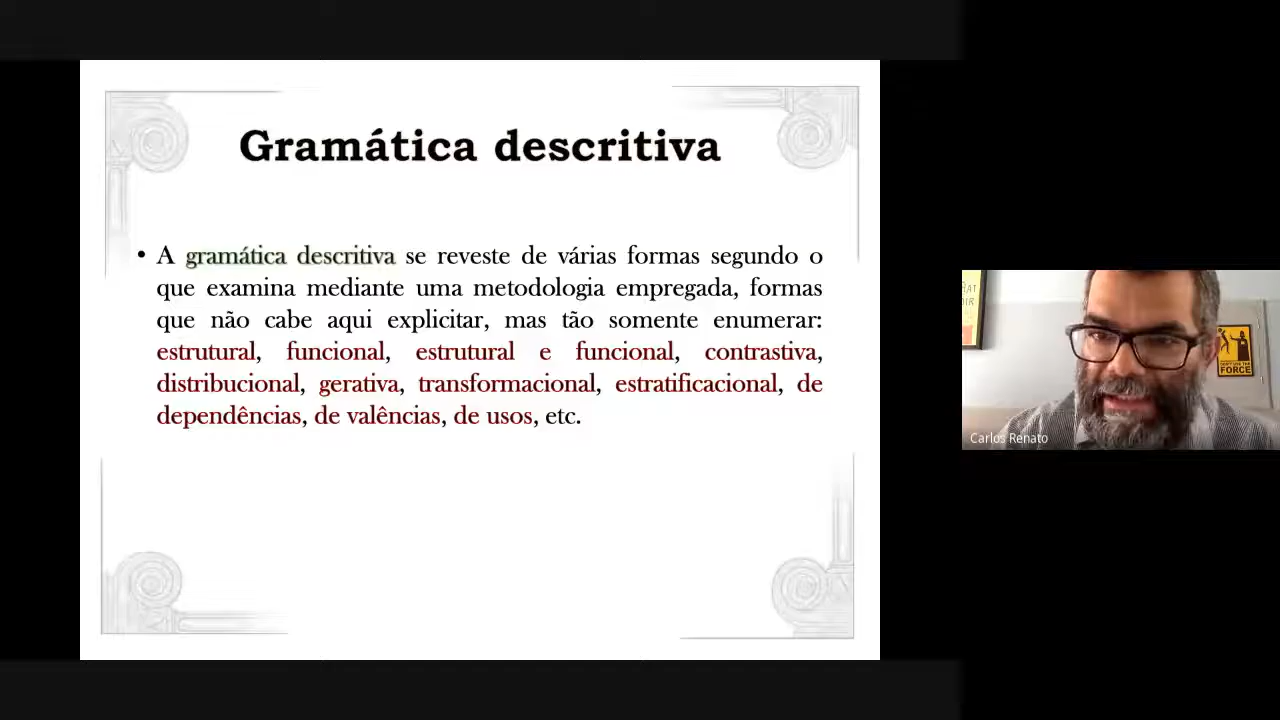 Gramática descritiva
• A gramática descritiva se reveste de várias formas segundo o
que examina mediante uma metodologia empregada, formas
que não cabe aqui explicitar, mas tão somente enumerar:
estrutural, funcional, estrutural e funcional, contrastiva,
distribucional, gerativa, transformacional, estratificacional, de
dependências, de valências, de usos, etc.
FORCE
Carlos Renato